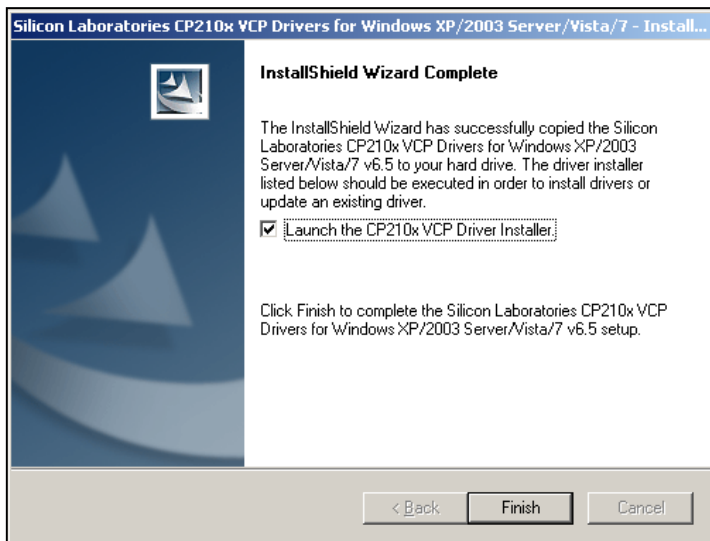 Silicon Laboratories CP210x VCP Drivers for Windows XP/2003 Server/Vista/7 - Install...
InstallShield Wizard Complete
The InstallShield Wizard has successfully copied the Silicon
Laboratories CP210x VCP Drivers for Windows XP/2003
Server/Vista/7 v6.5 to your hard drive. The driver installer
listed below should be executed in order to install drivers or
update an existing driver.
Launch the CP210x VCP Driver Installer.
Click Finish to complete the Silicon Laboratories CP210x VCP
Drivers for Windows XP/2003 Server/Vista/7 v6.5 setup.
< Back
Finish
Cancel